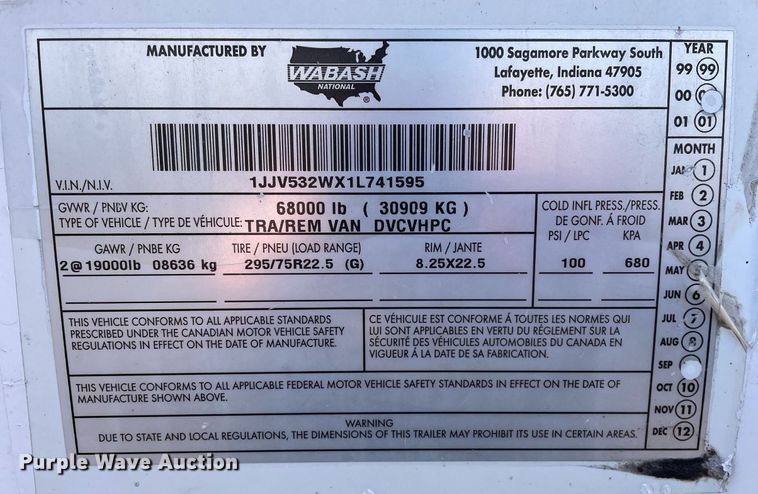 MANUFACTURED BY
WABASH
NATIONAL
®
1000 Sagamore Parkway South
Lafayette, Indiana 47905
Phone: (765) 771-5300
V.I.N./N.I.V.
1JJV532WX1L741595
GVWR / PNBV KG: 68000 lb ( 30909 KG )
TYPE OF VEHICLE / TYPE DE VÉHICULE: TRA/REM VAN DVCVHPC
COLD INFL PRESS./PRESS.
DE GONF. Á FROID
GAWR / PNBE KG TIRE / PNEU (LOAD RANGE) RIM / JANTE PSI / LPC KPA
2@19000lb 08636 kg 295/75R22.5 (G) 8.25X22.5 100 680
THIS VEHICLE CONFORMS TO ALL APPLICABLE STANDARDS
PRESCRIBED UNDER THE CANADIAN MOTOR VEHICLE SAFETY
REGULATIONS IN EFFECT ON THE DATE OF MANUFACTURE.
CE VÉHICULE EST CONFORME Á TOUTES LES NORMES QUI
LUI SONT APPLICABLES EN VERTU DU RÉGLEMENT SUR LA
SÉCURITÉ DES VÉHICULES AUTOMOBILES DU CANADA EN
VIGUEUR Á LA DATE DE SA FABRICATION.
THIS VEHICLE CONFORMS TO ALL APPLICABLE FEDERAL MOTOR VEHICLE SAFETY STANDARDS IN EFFECT ON THE DATE OF
MANUFACTURE SHOWN ABOVE.
WARNING
DUE TO STATE AND LOCAL REGULATIONS, THE DIMENSIONS OF THIS TRAILER MAY PROHIBIT ITS USE IN CERTAIN AREAS.
YEAR
99 99
00
01 01
MONTH
JAN 1
FEB 2
MAR 3
APR 4
MAY 5
JUN 6
JUL 7
AUG 8
SEP
OCT 10
NOV 11
DEC 12
Purple Wave Auction